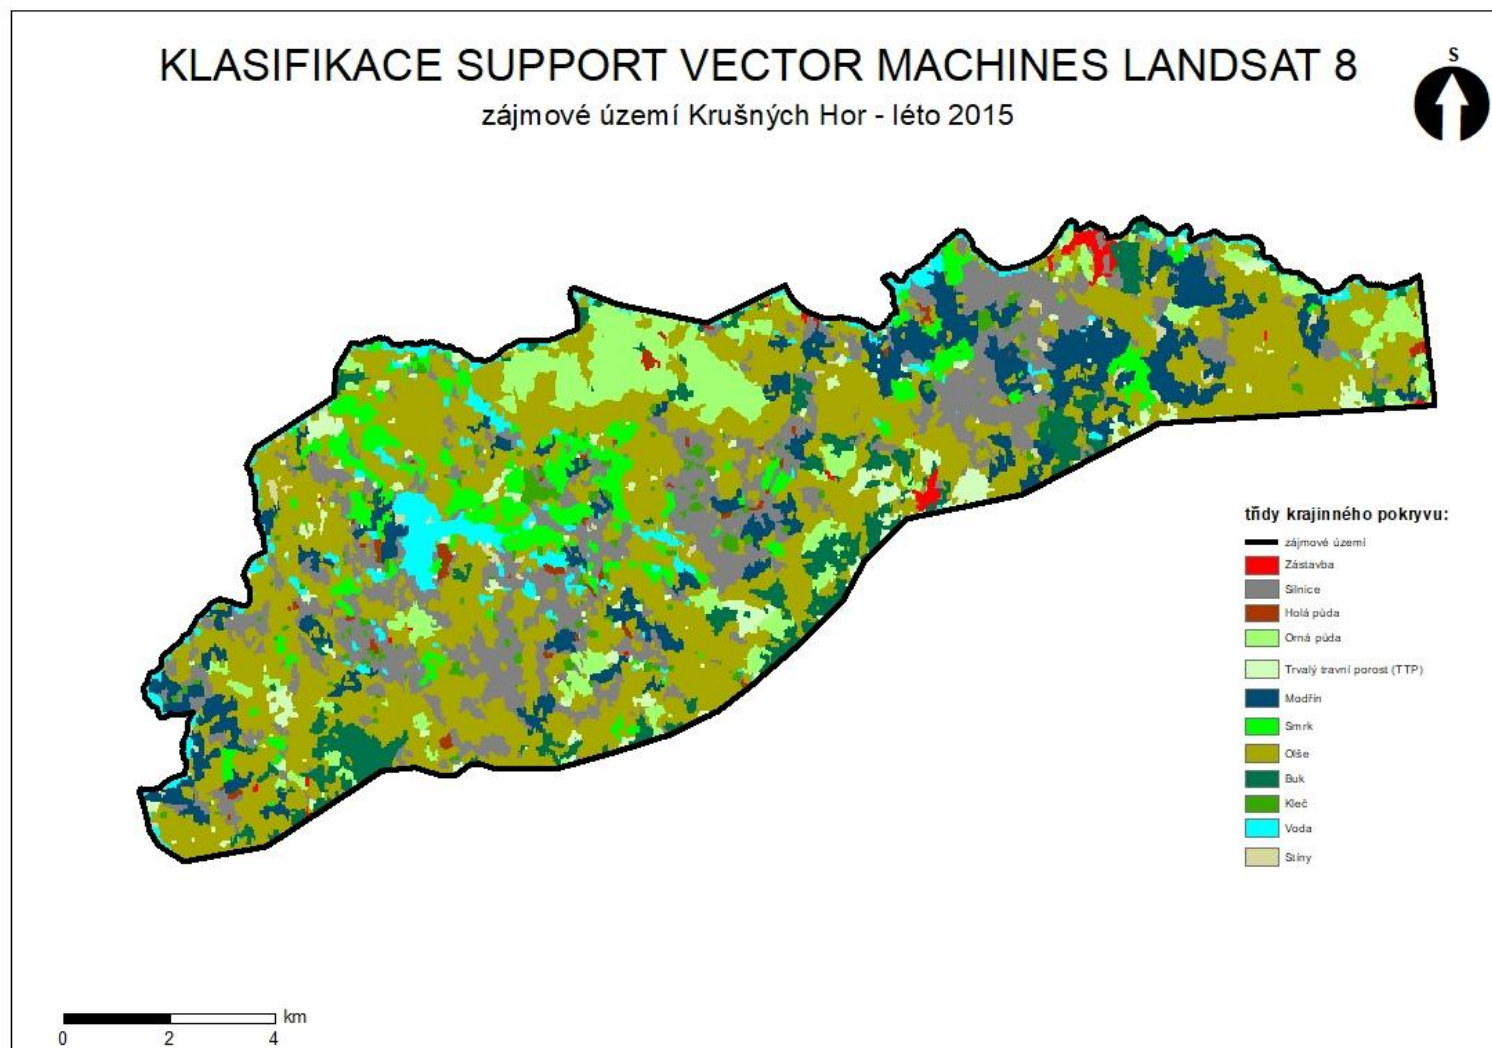 KLASIFIKACE SUPPORT VECTOR MACHINES LANDSAT 8
zájmové území Krušných Hor - léto 2015
S
třídy krajinného pokryvu:
zájmové území
Zástavba
Silnice
Holá půda
Orná půda
Trvalý travní porost (TTP)
Modřín
Smrk
Olše
Buk
Kleč
Voda
Stíny
km
0 2 4